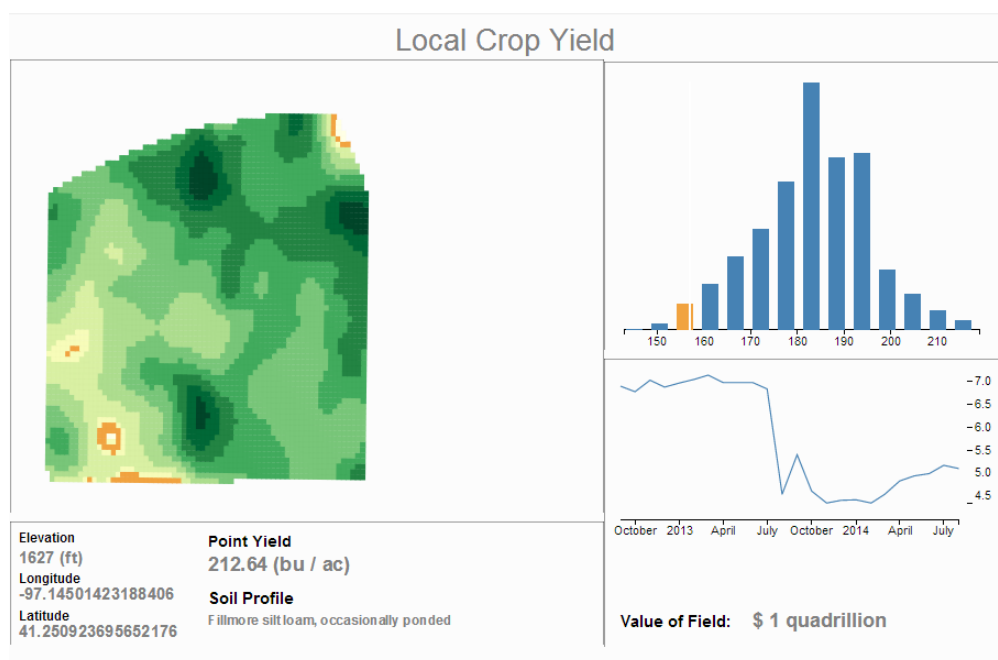 Local Crop Yield
150 160 170 180 190 200 210
7.0
6.5
6.0
5.5
5.0
4.5
October 2013 April July October 2014 April July
Elevation
1627 (ft)
Longitude
-97.14501423188406
Latitude
41.250923695652176
Point Yield
212.64 (bu / ac)
Soil Profile
Fillmore silt loam, occasionally ponded
Value of Field: $ 1 quadrillion